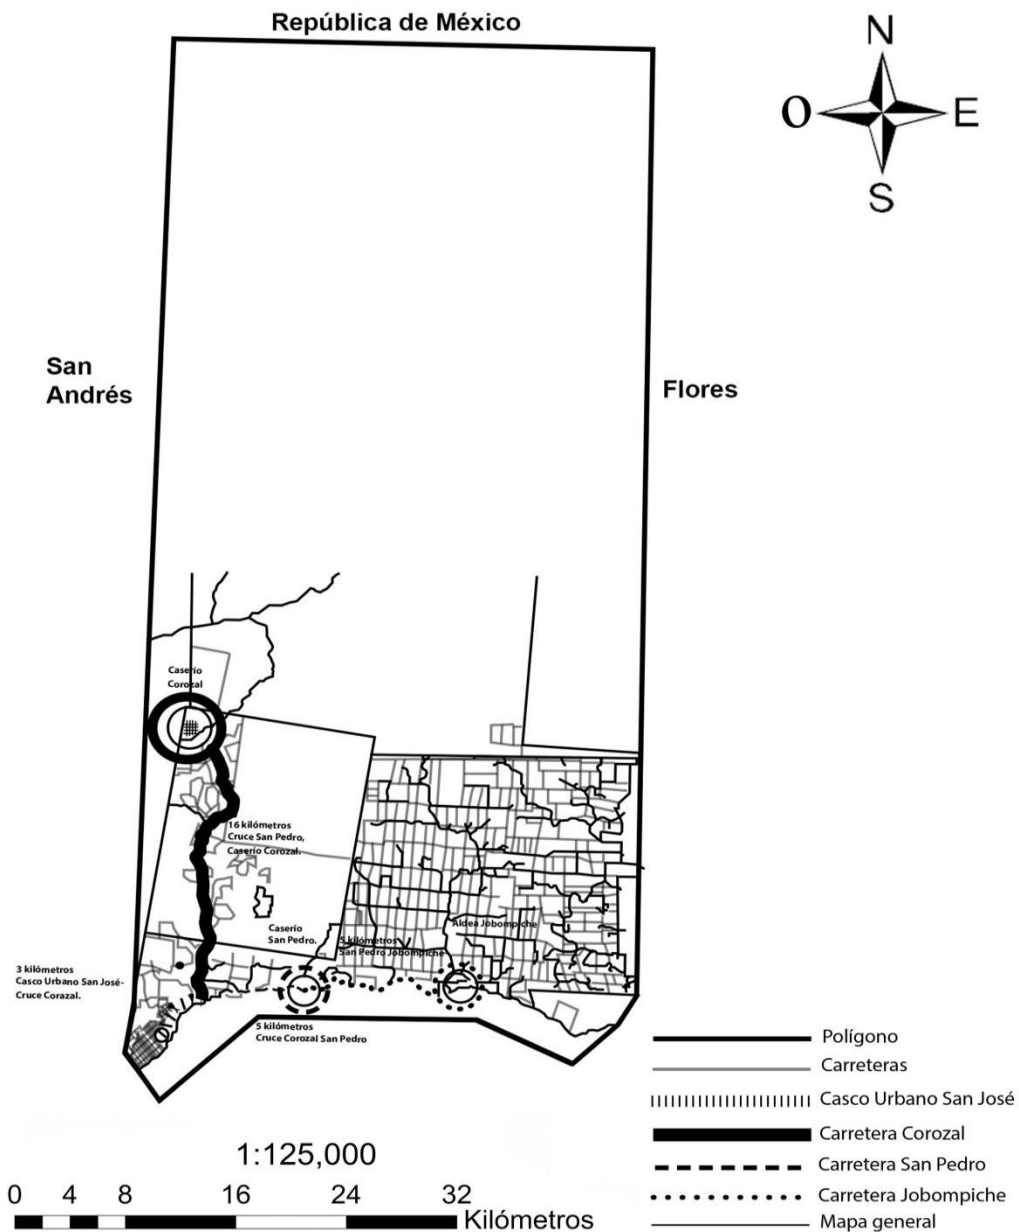 República de México
N
O
E
S
San
Andrés
Flores
Caserío
Corozal
16 kilómetros
Cruce San Pedro,
Caserío Corozal.
Caserío
San Pedro.
Aldea Jobompiche
5 kilómetros
San Pedro Jobompiche
3 kilómetros
Casco Urbano San José-
Cruce Corazal.
5 kilómetros
Cruce Corozal San Pedro
Polígono
Carreteras
Casco Urbano San José
Carretera Corozal
Carretera San Pedro
Carretera Jobompiche
Mapa general
1:125,000
0 4 8 16 24 32
Kilómetros